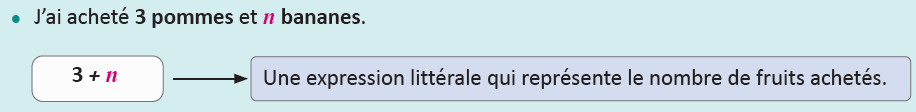 • J'ai acheté 3 pommes et n bananes.
3 + n
Une expression littérale qui représente le nombre de fruits achetés.